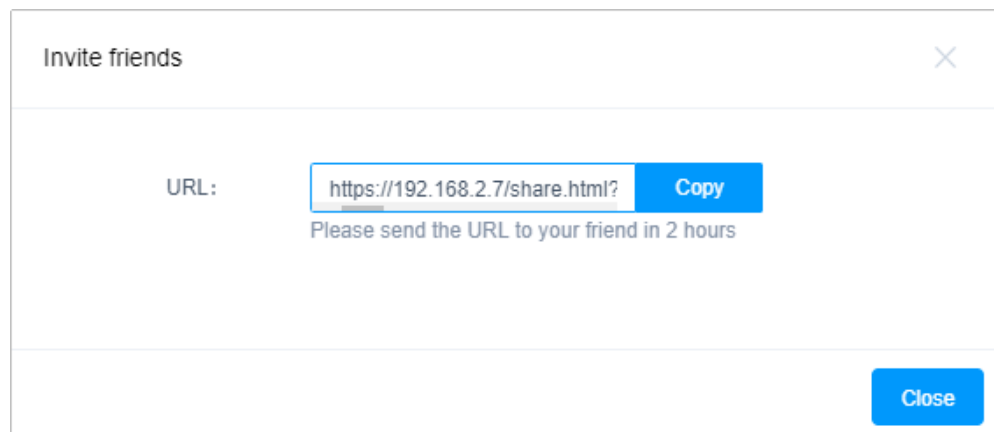 Invite friends
URL: https://192.168.2.7/share.html? Copy
Please send the URL to your friend in 2 hours
Close